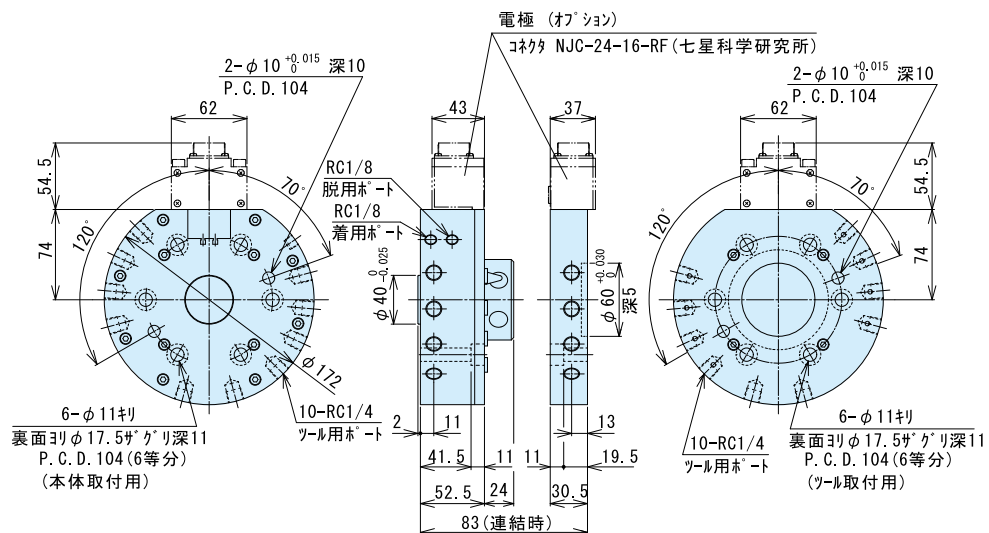 電極 (ｵﾌﾟｼｮﾝ)
ｺﾈｸﾀ NJC-24-16-RF(七星科学研究所)
2-φ10 +0.015 0 深10
P.C.D.104
62
54.5
74
120°
70°
φ172
6-φ11ｷﾘ
裏面ﾖﾘφ17.5ｻﾞｸﾞﾘ深11
P.C.D.104(6等分)
(本体取付用)
10-RC1/4
ﾂｰﾙ用ﾎﾟｰﾄ
43
37
RC1/8
脱用ﾎﾟｰﾄ
RC1/8
着用ﾎﾟｰﾄ
φ40 0 -0.025
φ60 +0.030 0
深5
2
11
13
41.5
11
11
19.5
52.5
24
30.5
83(連結時)
2-φ10 +0.015 0 深10
P.C.D.104
62
54.5
74
120°
70°
10-RC1/4
ﾂｰﾙ用ﾎﾟｰﾄ
6-φ11ｷﾘ
裏面ﾖﾘφ17.5ｻﾞｸﾞﾘ深11
P.C.D.104(6等分)
(ﾂｰﾙ取付用)